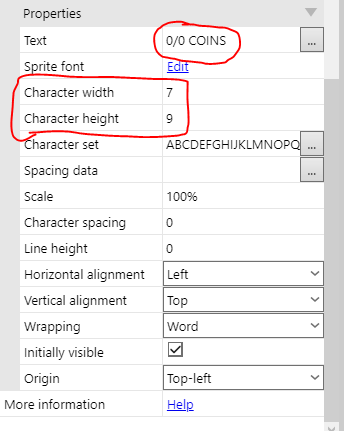 Properties
Text 0/0 COINS ...
Sprite font Edit
Character width 7
Character height 9
Character set ABCDEFGHIJKLMNOPQ ...
Spacing data ...
Scale 100%
Character spacing 0
Line height 0
Horizontal alignment Left
Vertical alignment Top
Wrapping Word
Initially visible
Origin Top-left
More information Help